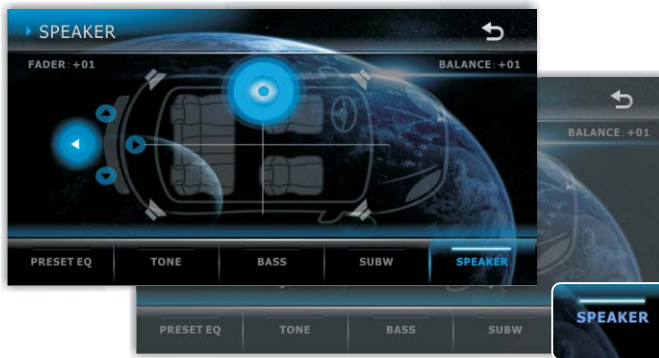 SPEAKER
FADER: +01
BALANCE: +01
PRESET EQ
TONE
BASS
SUBW
SPEAKER
BALANCE: +01
PRESET EQ
TONE
BASS
SUBW
SPEAKER